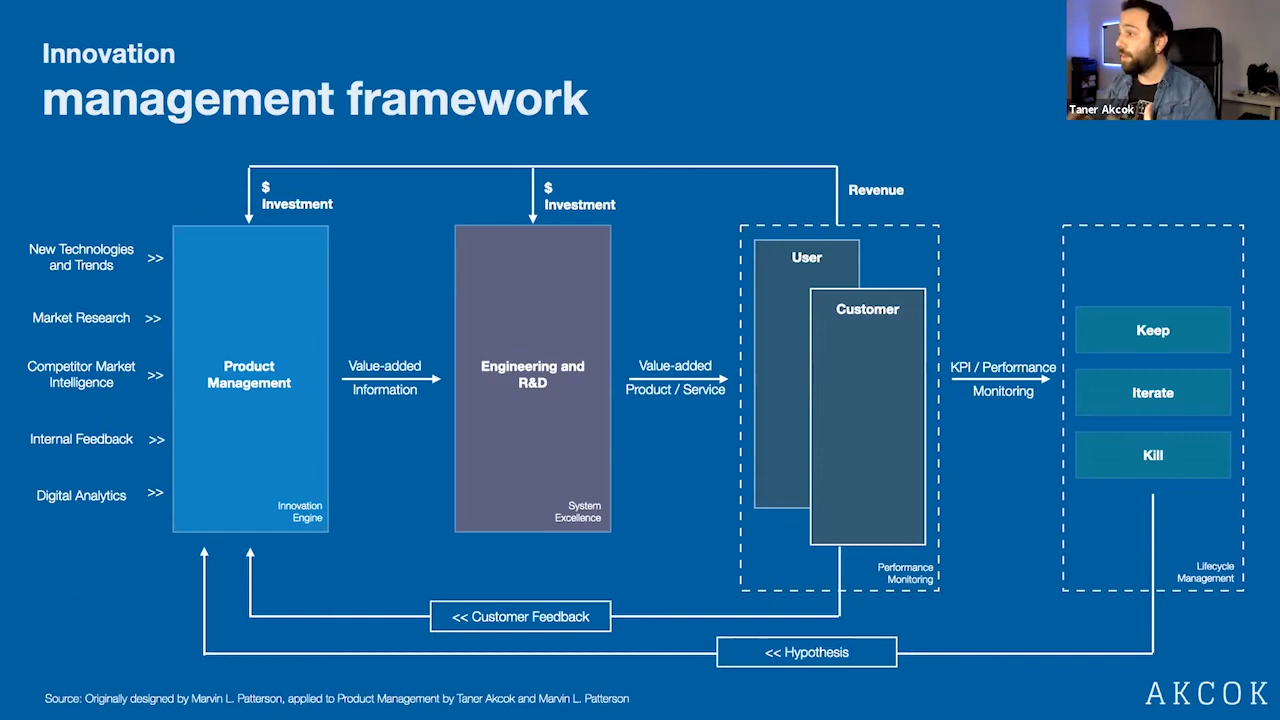 Innovation
management framework
Taner Akcok
$
Investment
$
Investment
Revenue
New Technologies
and Trends
>>
Market Research >>
Competitor Market
Intelligence
>>
Internal Feedback >>
Digital Analytics >>
Product
Management
Innovation
Engine
Value-added
Information
Engineering and
R&D
System
Excellence
Value-added
Product / Service
User
Customer
Performance
Monitoring
KPI / Performance
Monitoring
Keep
Iterate
Kill
Lifecycle
Management
<< Customer Feedback
<< Hypothesis
Source: Originally designed by Marvin L. Patterson, applied to Product Management by Taner Akcok and Marvin L. Patterson
AKCOK